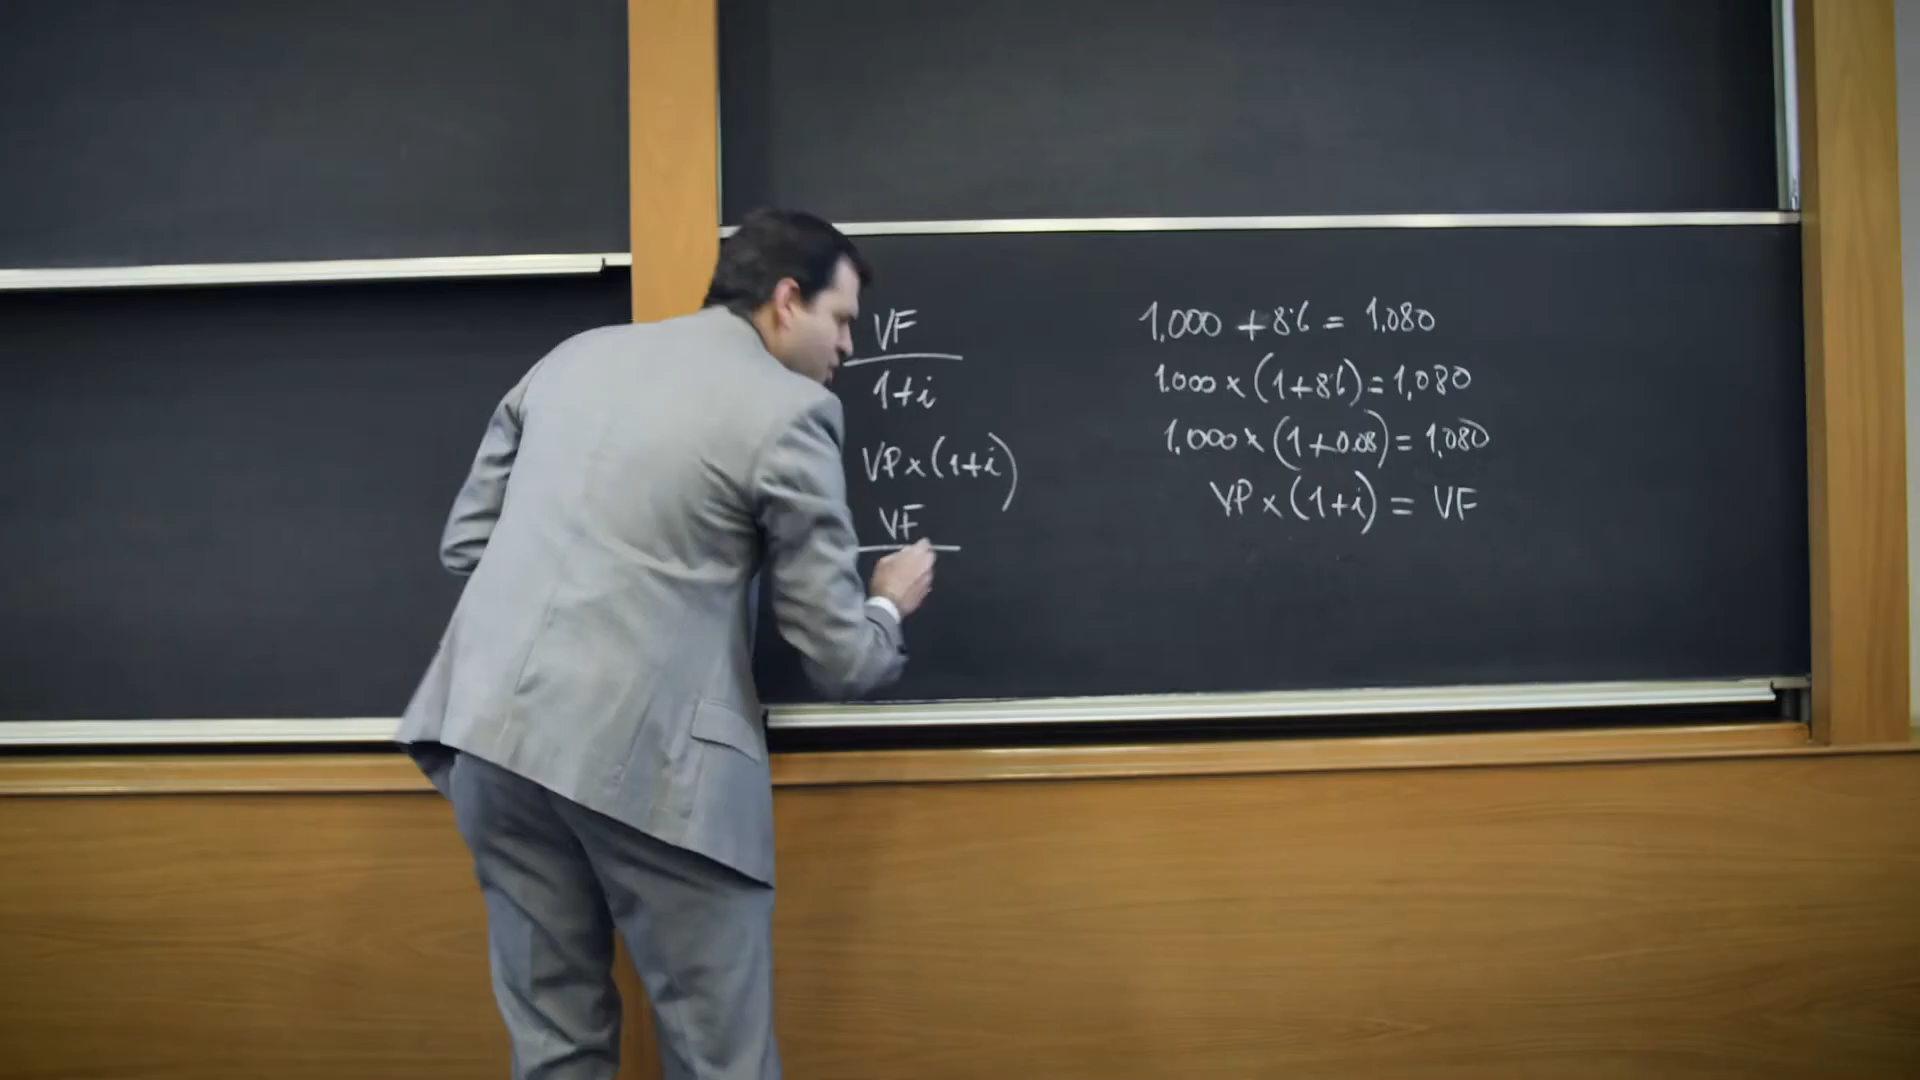 VF
1+i
VP x (1+i)
VF
1,000 + 8% = 1,080
1,000 x (1+8%) = 1,080
1,000 x (1+0.08) = 1,080
VP x (1+i) = VF